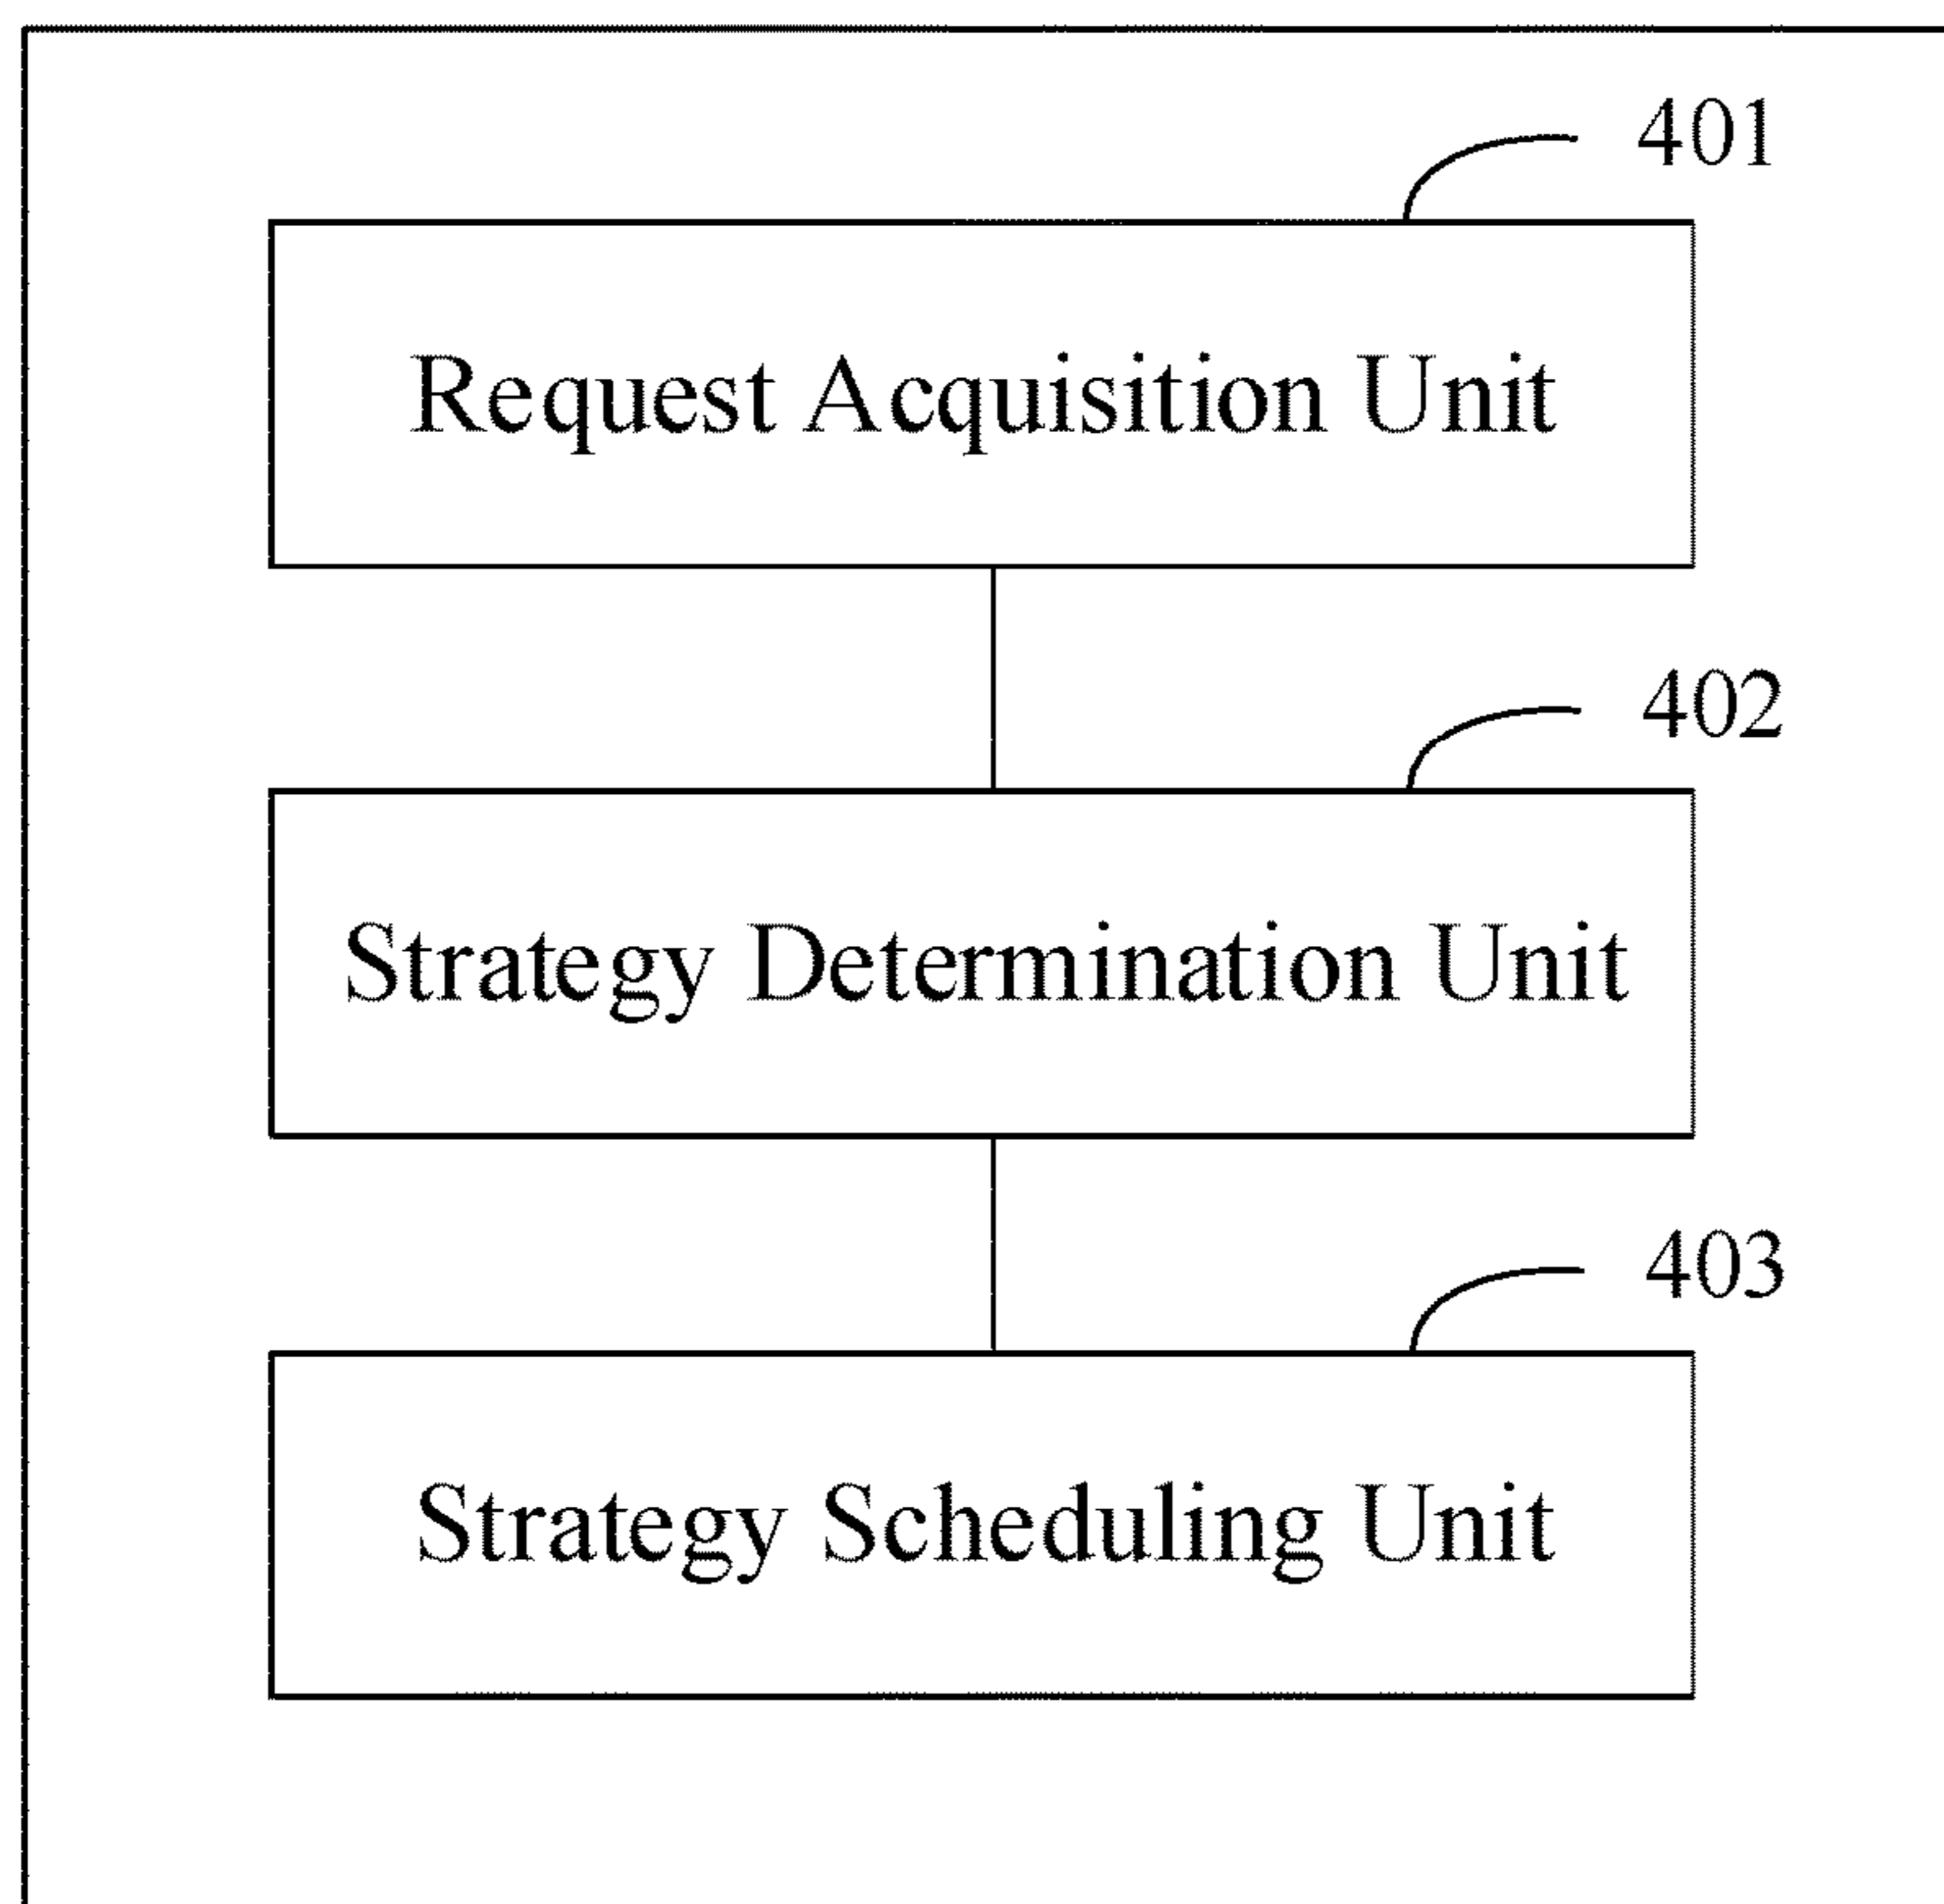 401
Request Acquisition Unit
402
Strategy Determination Unit
403
Strategy Scheduling Unit